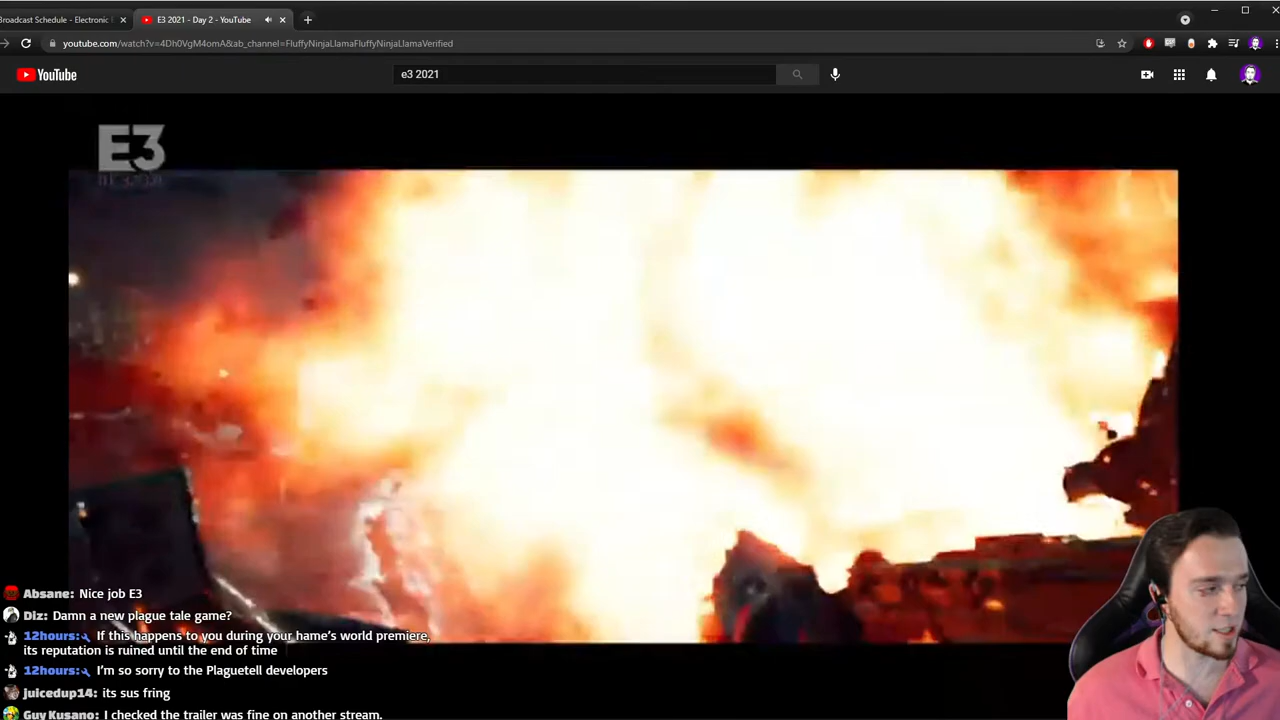 Broadcast Schedule - Electronic E
E3 2021 - Day 2 - YouTube
youtube.com/watch?v=4Dh0VgM4omA&ab_channel=FluffyNinjaLlamaFluffyNinjaLlamaVerified
YouTube
e3 2021
E3
Absane: Nice job E3
Diz: Damn a new plague tale game?
12hours: If this happens to you during your hame's world premiere,
its reputation is ruined until the end of time
12hours: I'm so sorry to the Plaguetell developers
juicedup14: its sus fring
Guy Kusano: I checked the trailer was fine on another stream.